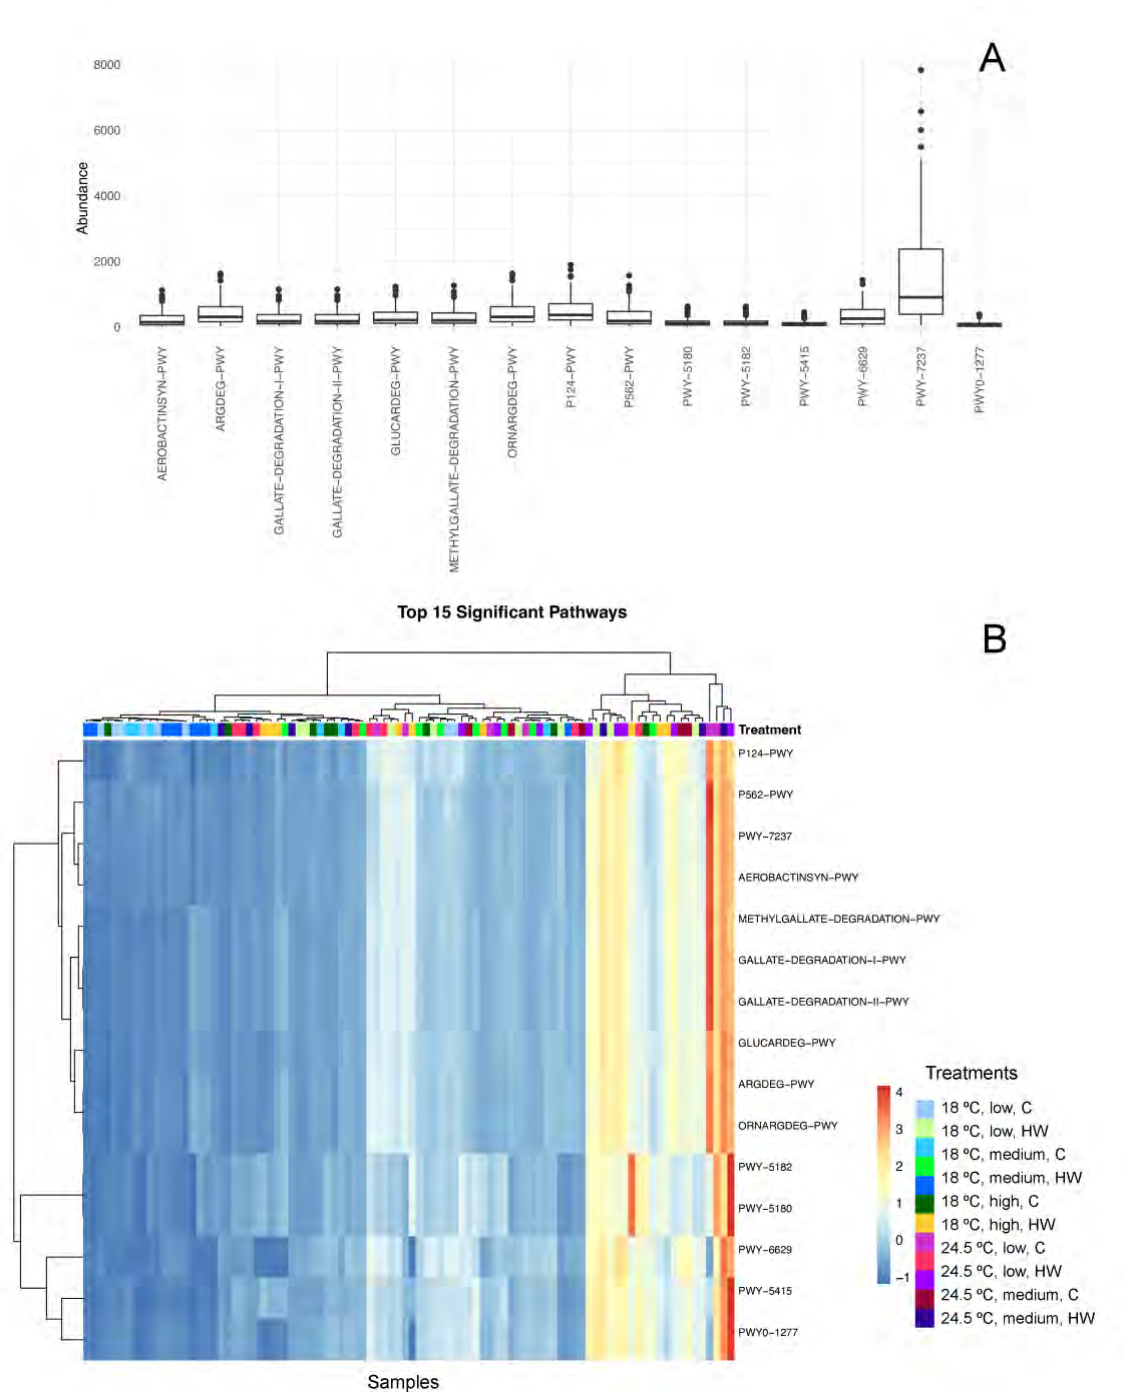 A
8000
6000
4000
2000
0
Abundance
AEROBACTINSYN−PWY
ARGDEG−PWY
GALLATE−DEGRADATION−I−PWY
GALLATE−DEGRADATION−II−PWY
GLUCARDEG−PWY
METHYLGALLATE−DEGRADATION−PWY
ORNARGDEG−PWY
P124−PWY
P562−PWY
PWY−5180
PWY−5182
PWY−5415
PWY−6629
PWY−7237
PWY0−1277
Top 15 Significant Pathways
B
Treatment
P124−PWY
P562−PWY
PWY−7237
AEROBACTINSYN−PWY
METHYLGALLATE−DEGRADATION−PWY
GALLATE−DEGRADATION−I−PWY
GALLATE−DEGRADATION−II−PWY
GLUCARDEG−PWY
ARGDEG−PWY
ORNARGDEG−PWY
PWY−5182
PWY−5180
PWY−6629
PWY−5415
PWY0−1277
Samples
4
3
2
1
0
−1
Treatments
18 ºC, low, C
18 ºC, low, HW
18 ºC, medium, C
18 ºC, medium, HW
18 ºC, high, C
18 ºC, high, HW
24.5 ºC, low, C
24.5 ºC, low, HW
24.5 ºC, medium, C
24.5 ºC, medium, HW